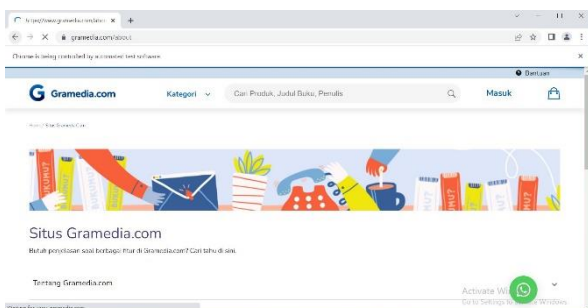 gramedia.com/about
Chrome is being controlled by automated test software
Bantuan
Gramedia.com
Kategori
Cari Produk, Judul Buku, Penulis
Masuk
BUKUMU?
BUKUMU?
Situs Gramedia.com
Butuh penjelasan soal berbagai fitur di Gramedia.com? Cari tahu di sini.
Tentang Gramedia.com
Activate
Go to Settings to Windows.